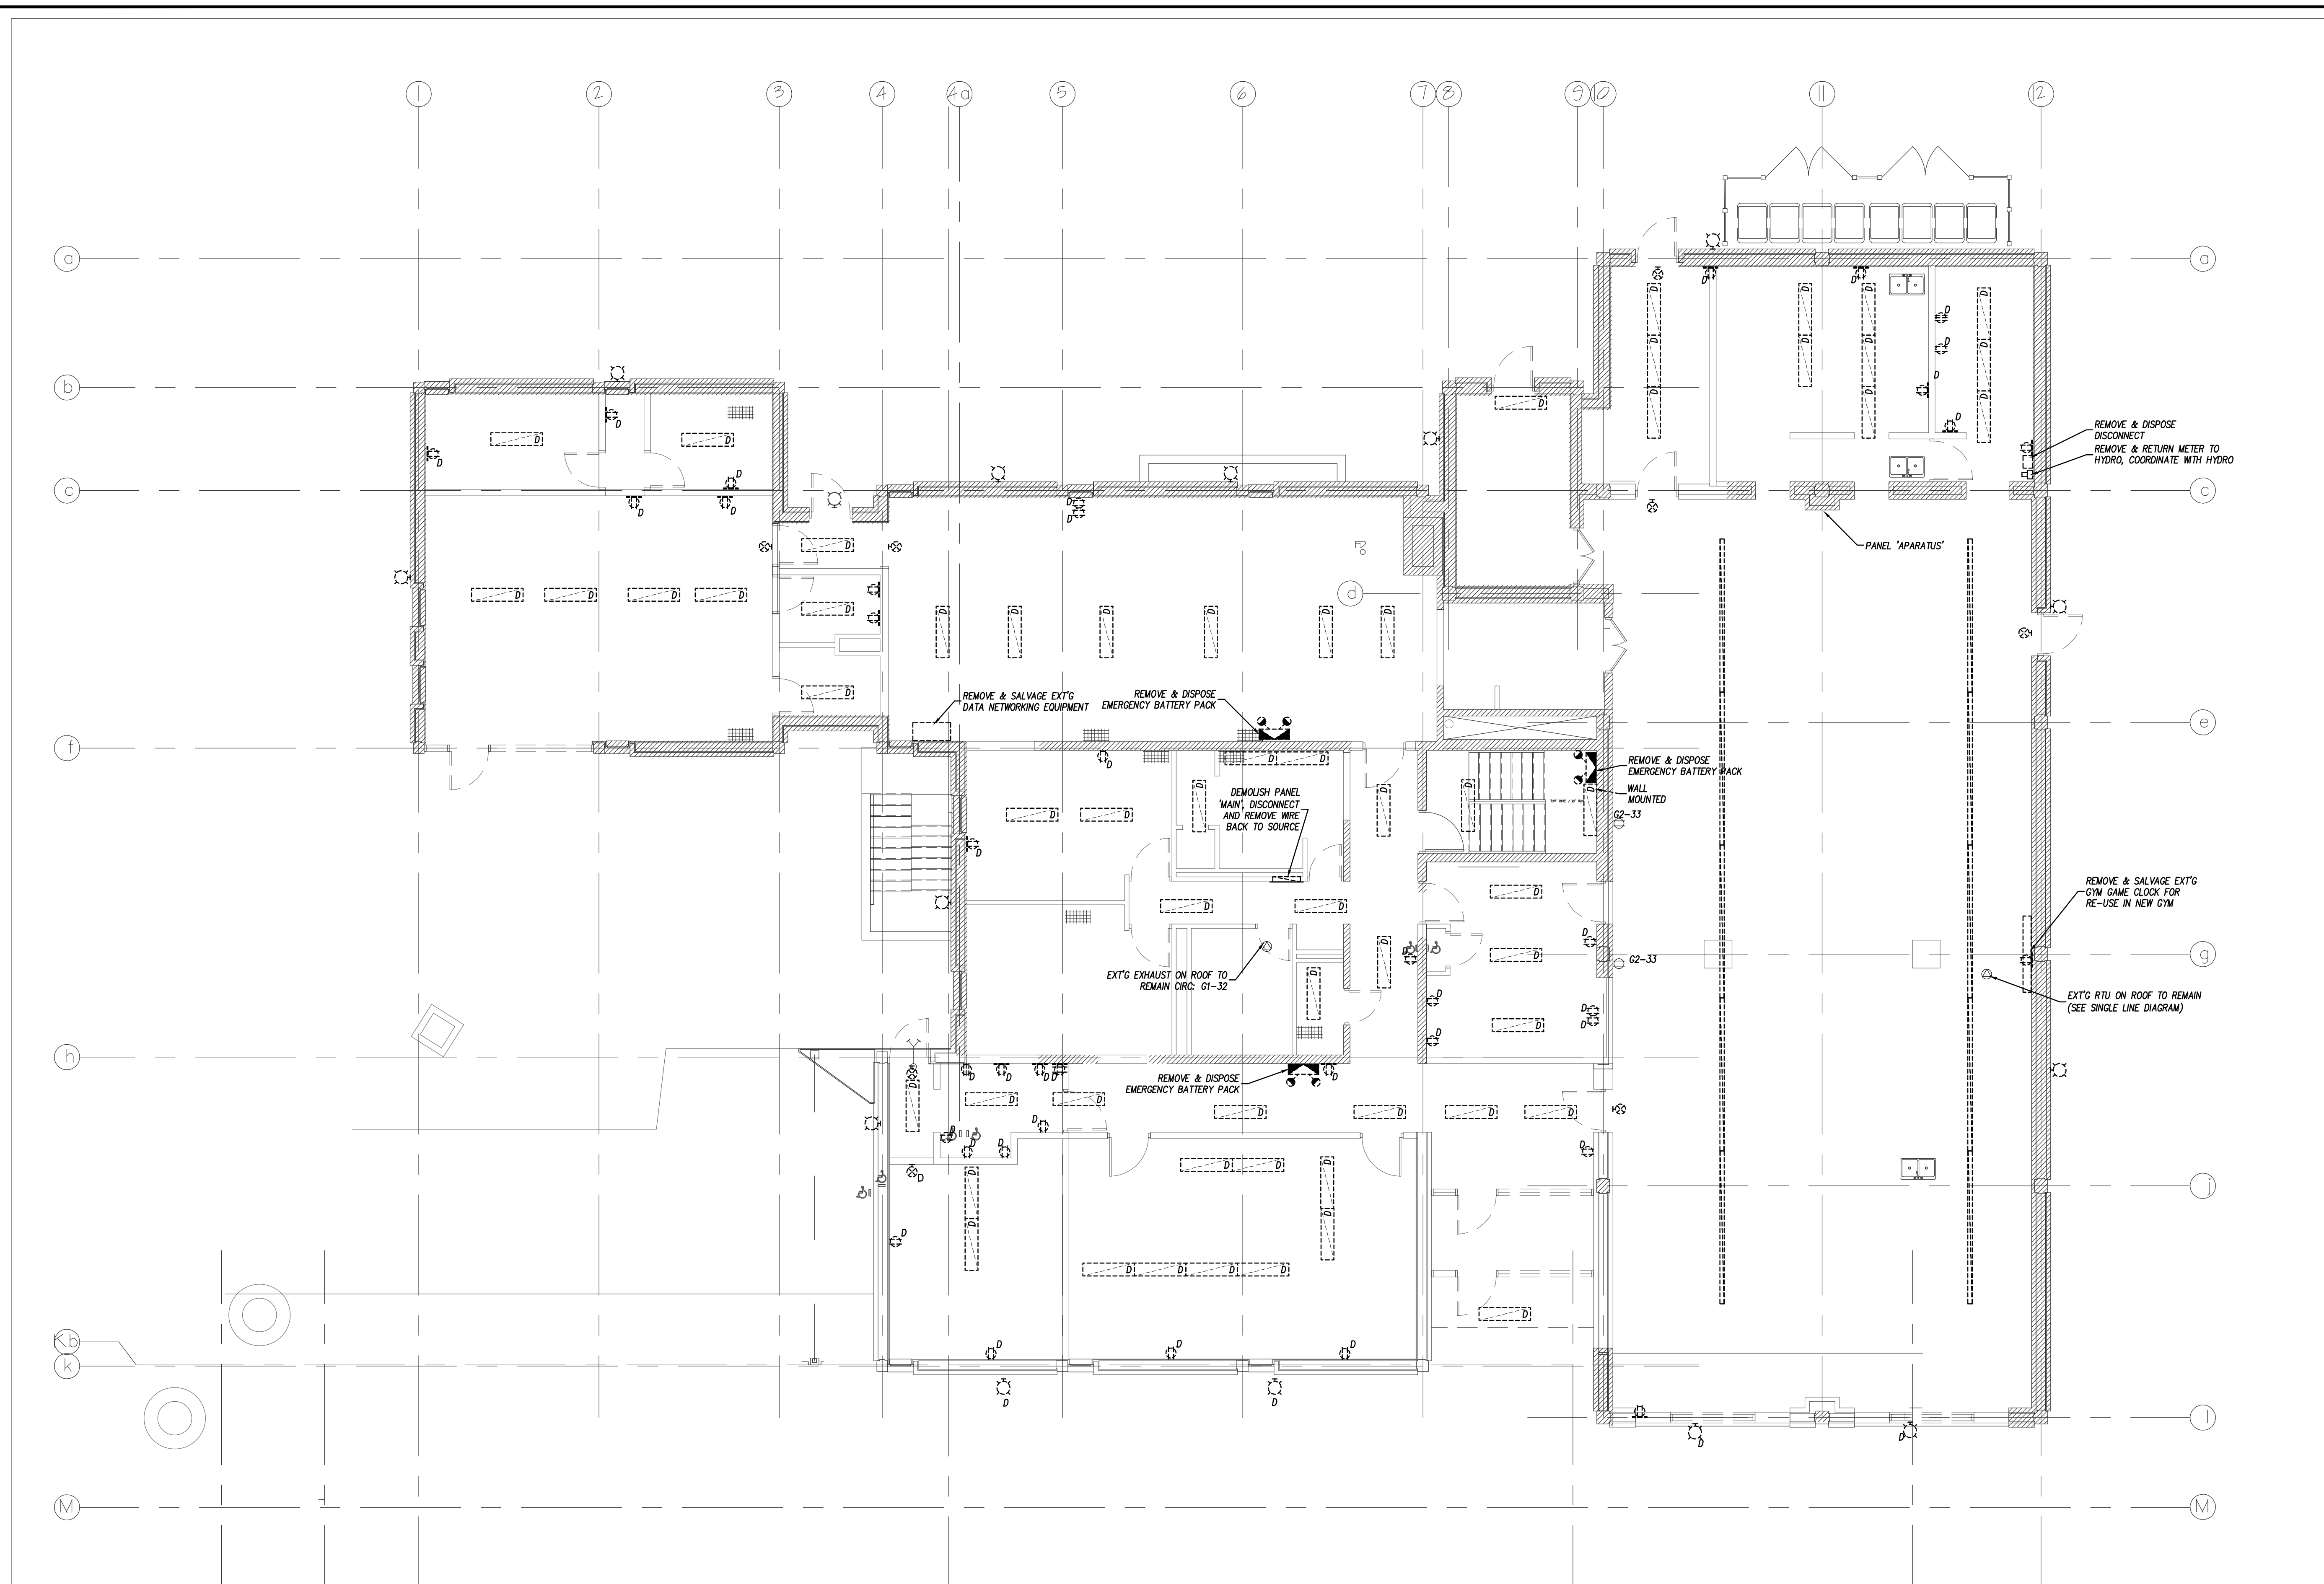 1 2 3 4 4a 5 6 7 8 9 10 11 12
a a
b
REMOVE & DISPOSE
DISCONNECT
REMOVE & RETURN METER TO
HYDRO, COORDINATE WITH HYDRO
c c
PANEL 'APARATUS'
FD
d
REMOVE & SALVAGE EXT'G
DATA NETWORKING EQUIPMENT
REMOVE & DISPOSE
EMERGENCY BATTERY PACK
e
f
REMOVE & DISPOSE
EMERGENCY BATTERY PACK
WALL
MOUNTED
G2-33
DEMOLISH PANEL
'MAIN', DISCONNECT
AND REMOVE WIRE
BACK TO SOURCE
REMOVE & SALVAGE EXT'G
GYM GAME CLOCK FOR
RE-USE IN NEW GYM
G2-33
g
EXT'G EXHAUST ON ROOF TO
REMAIN CIRC: G1-32
EXT'G RTU ON ROOF TO REMAIN
(SEE SINGLE LINE DIAGRAM)
h
REMOVE & DISPOSE
EMERGENCY BATTERY PACK
j
Kb
k
l
M M